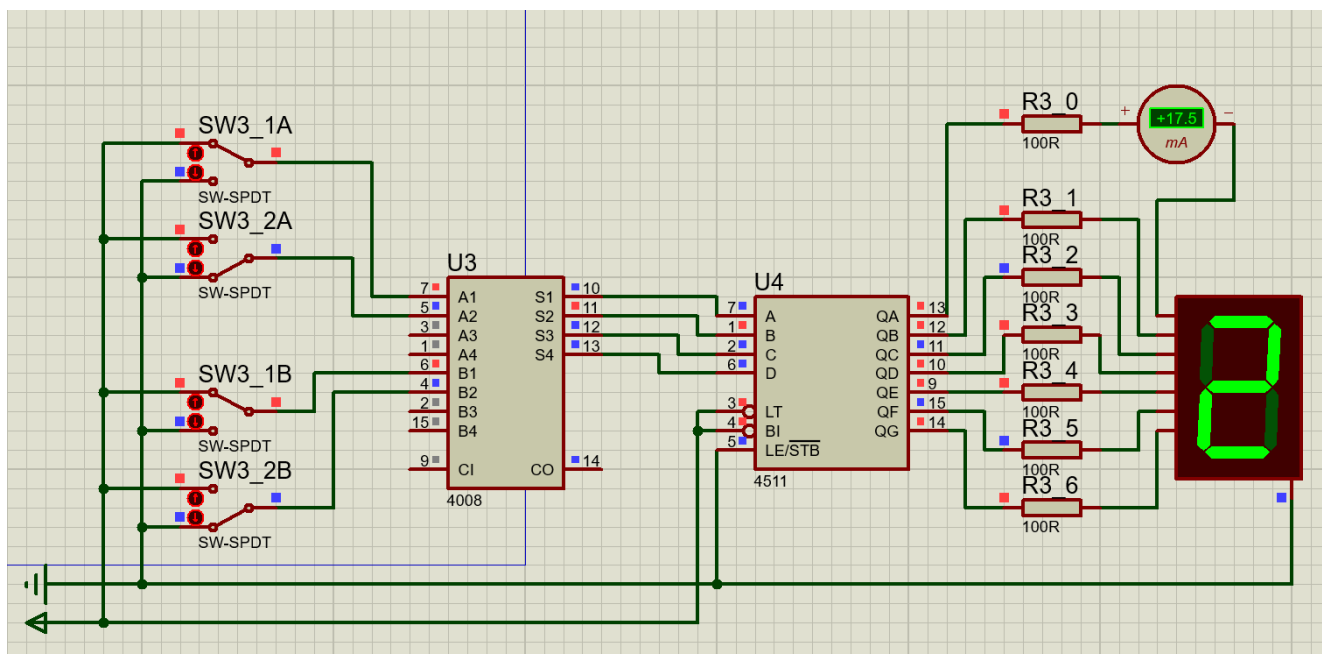 SW3_1A
SW-SPDT
SW3_2A
SW-SPDT
SW3_1B
SW-SPDT
SW3_2B
SW-SPDT
U3
7 A1 S1 10
5 A2 S2 11
3 A3 S3 12
1 A4 S4 13
6 B1
4 B2
2 B3
15 B4
9 CI CO 14
4008
U4
7 A QA 13
1 B QB 12
2 C QC 11
6 D QD 10
QE 9
3 LT QF 15
4 BI QG 14
5 LE/STB
4511
R3_0
100R
+ +17.5 −
mA
R3_1
100R
R3_2
100R
R3_3
100R
R3_4
100R
R3_5
100R
R3_6
100R
2